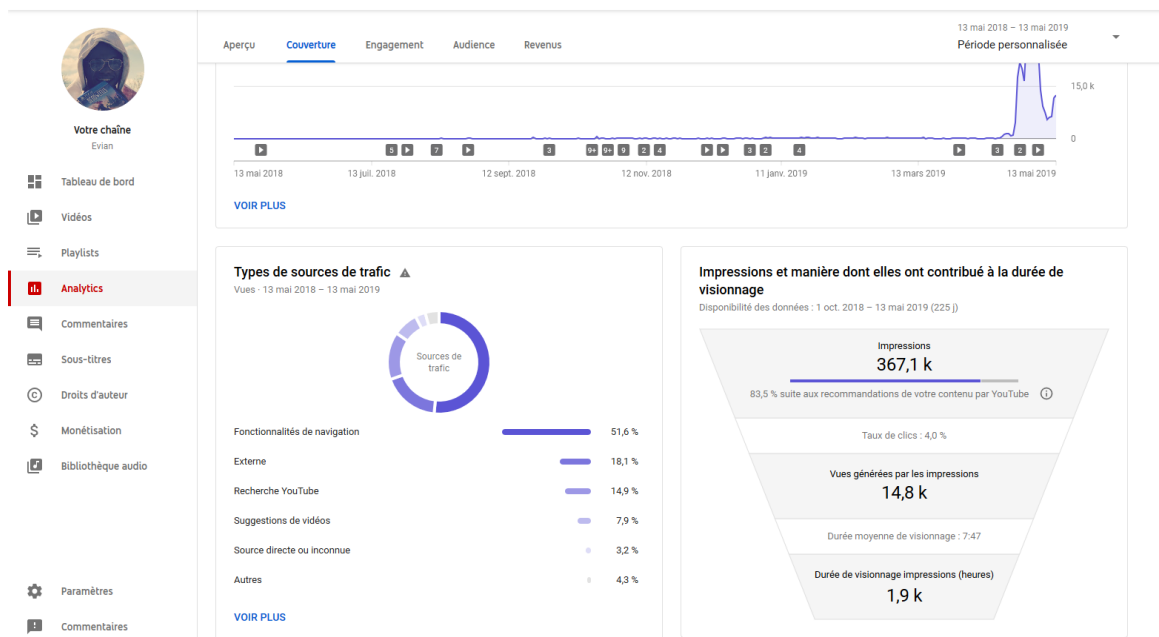 Aperçu
Couverture
Engagement
Audience
Revenus
13 mai 2018 – 13 mai 2019
Période personnalisée
Votre chaîne
Evian
Tableau de bord
Vidéos
Playlists
Analytics
Commentaires
Sous-titres
Droits d'auteur
Monétisation
Bibliothèque audio
Paramètres
Commentaires
15,0 k
0
5
7
3
9+
9+
9
2
4
3
2
4
3
2
13 mai 2018
13 juil. 2018
12 sept. 2018
12 nov. 2018
11 janv. 2019
13 mars 2019
13 mai 2019
VOIR PLUS
Types de sources de trafic
Vues · 13 mai 2018 – 13 mai 2019
Sources de
trafic
Fonctionnalités de navigation 51,6 %
Externe 18,1 %
Recherche YouTube 14,9 %
Suggestions de vidéos 7,9 %
Source directe ou inconnue 3,2 %
Autres 4,3 %
VOIR PLUS
Impressions et manière dont elles ont contribué à la durée de
visionnage
Disponibilité des données : 1 oct. 2018 – 13 mai 2019 (225 j)
Impressions
367,1 k
83,5 % suite aux recommandations de votre contenu par YouTube
Taux de clics : 4,0 %
Vues générées par les impressions
14,8 k
Durée moyenne de visionnage : 7:47
Durée de visionnage impressions (heures)
1,9 k